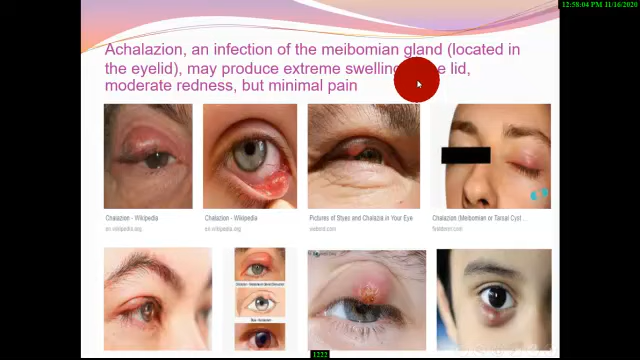 12:58:04 PM 11/16/2020
Achalazion, an infection of the meibomian gland (located in
the eyelid), may produce extreme swelling lid,
moderate redness, but minimal pain
Chalazion - Wikipedia
en.wikipedia.org
Chalazion - Wikipedia
en.wikipedia.org
Pictures of Styes and Chalazia in Your Eye
webmd.com
Chalazion (Meibomian or Tarsal Cyst ...
1222